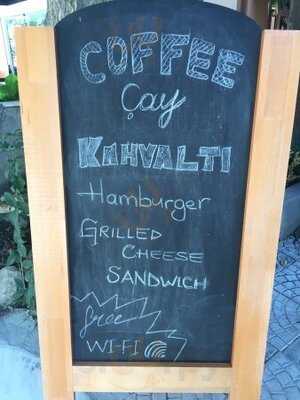 COFFEE
Çay
KAHVALTI
Hamburger
GRILLED
CHEESE
SANDWICH
free
WI-FI